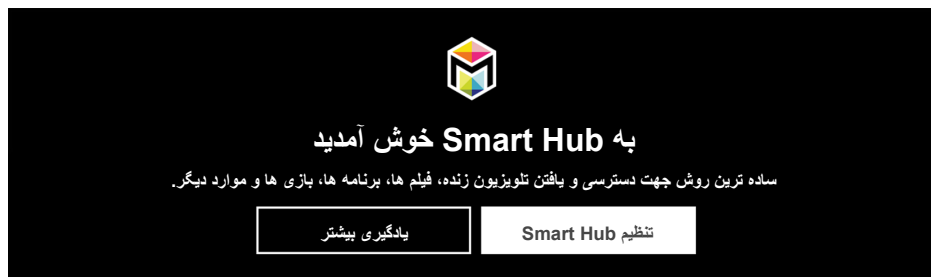 به Smart Hub خوش آمدید
ساده ترین روش جهت دسترسی و یافتن تلویزیون زنده، فیلم ها، برنامه ها، بازی ها و موارد دیگر.
تنظیم Smart Hub
یادگیری بیشتر